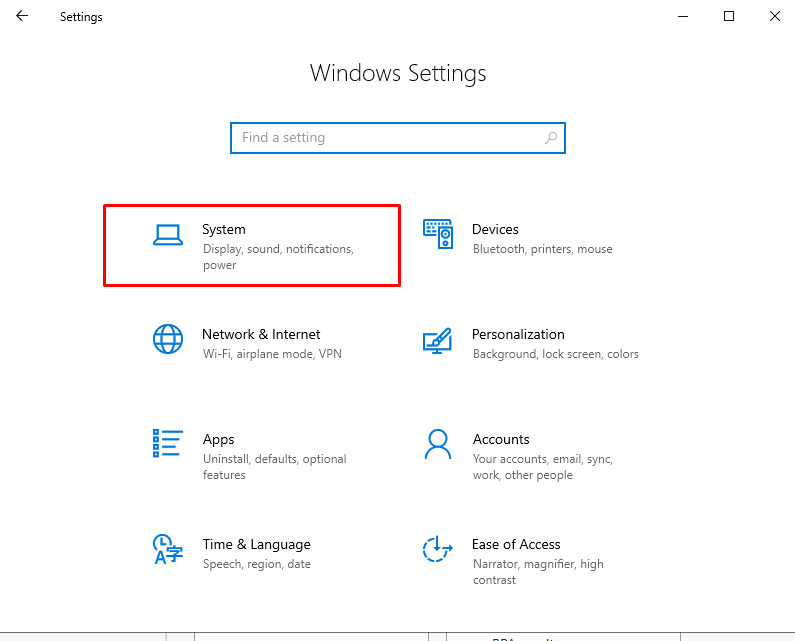 Settings
Windows Settings
Find a setting
System
Display, sound, notifications,
power
Devices
Bluetooth, printers, mouse
Network & Internet
Wi-Fi, airplane mode, VPN
Personalization
Background, lock screen, colors
Apps
Uninstall, defaults, optional
features
Accounts
Your accounts, email, sync,
work, other people
Time & Language
Speech, region, date
Ease of Access
Narrator, magnifier, high
contrast